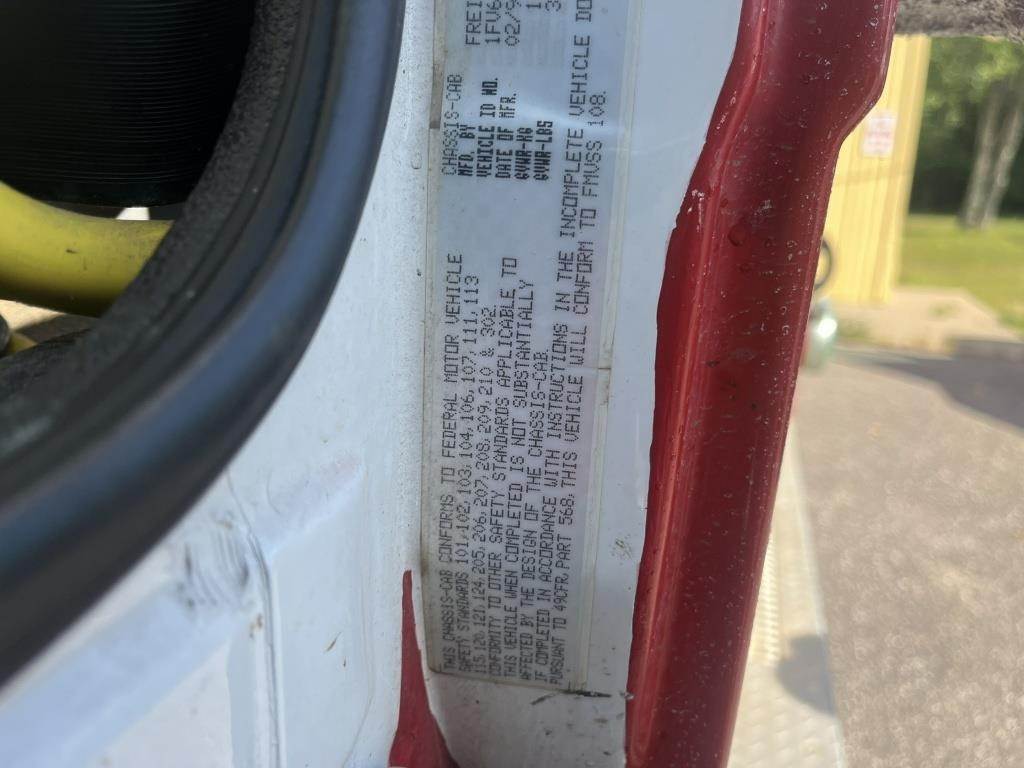 THIS CHASSIS-CAB CONFORMS TO FEDERAL MOTOR VEHICLE
SAFETY STANDARDS 101,102,103,104,106,107,111,113
115,120,121,124,205,206,207,208,209,210 & 302
CONFORMITY TO OTHER SAFETY STANDARDS APPLICABLE TO
THIS VEHICLE WHEN COMPLETED IS NOT SUBSTANTIALLY
AFFECTED BY THE DESIGN OF THE CHASSIS-CAB.
IF COMPLETED IN ACCORDANCE WITH INSTRUCTIONS IN THE INCOMPLETE VEHICLE DO
PURSUANT TO 49CFR,PART 568,THIS VEHICLE WILL CONFORM TO FMVSS 108.
CHASSIS-CAB
MFD. BY FREI
VEHICLE ID NO. 1FV6
DATE OF MFR. 02/9
GVWR-KG 1
GVWR-LBS 3